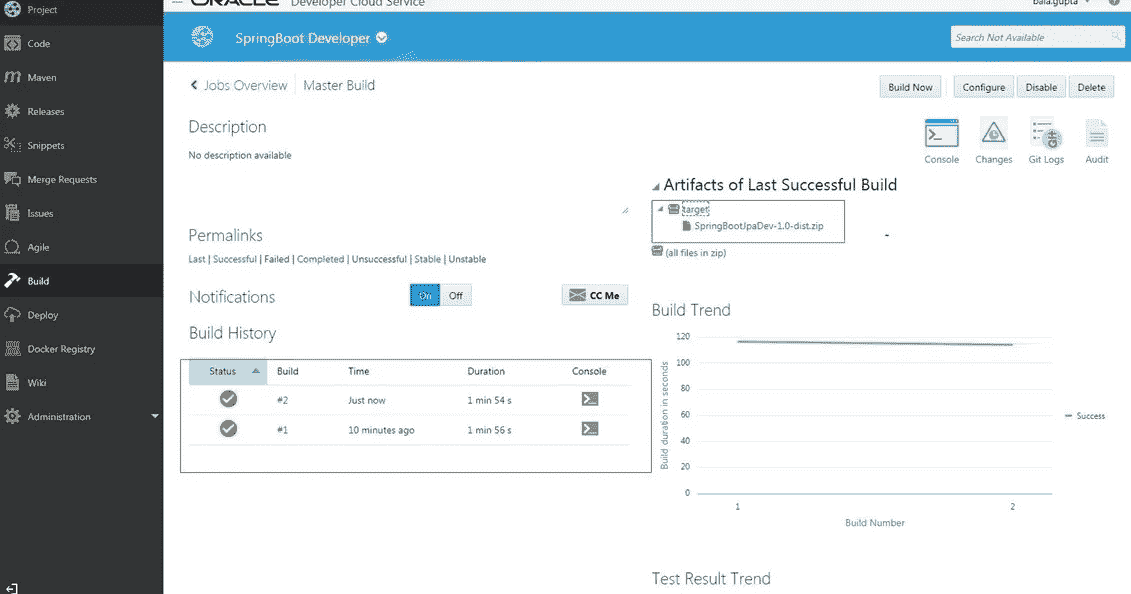 Project
Code
Maven
Releases
Snippets
Merge Requests
Issues
Agile
Build
Deploy
Docker Registry
Wiki
Administration
ORACLE Developer Cloud Service
bala.gupta
SpringBoot Developer
Search Not Available
Jobs Overview Master Build
Build Now Configure Disable Delete
Console Changes Git Logs Audit
Description
No description available
Artifacts of Last Successful Build
target
SpringBootJpaDev-1.0-dist.zip
(all files in zip)
Permalinks
Last | Successful | Failed | Completed | Unsuccessful | Stable | Unstable
Notifications On Off CC Me
Build History
Status Build Time Duration Console
#2 Just now 1 min 54 s
#1 10 minutes ago 1 min 56 s
Build Trend
120
100
80
60
40
20
0
Build duration in seconds
1 2
Build Number
Success
Test Result Trend